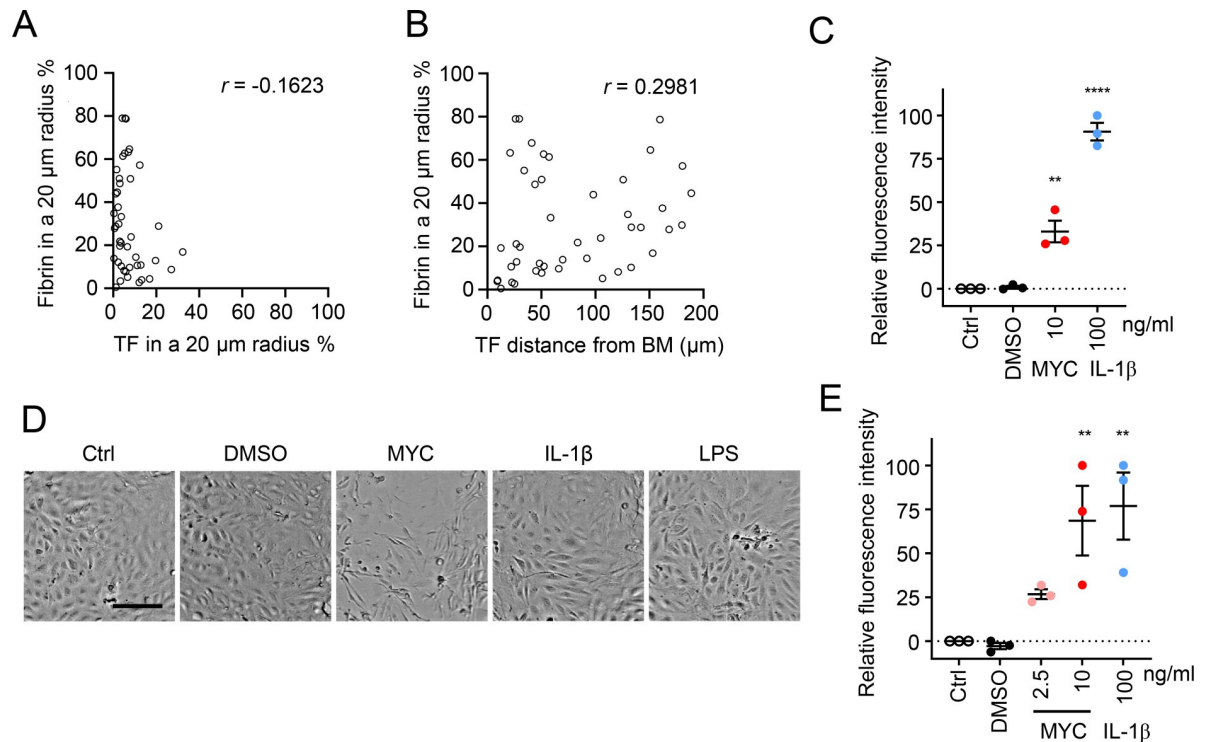 A
Fibrin in a 20 µm radius %
100
80
60
40
20
0
r = -0.1623
0 20 40 60 80 100
TF in a 20 µm radius %
B
Fibrin in a 20 µm radius %
100
80
60
40
20
0
r = 0.2981
0 50 100 150 200
TF distance from BM (µm)
C
Relative fluorescence intensity
100
75
50
25
0
**
****
Ctrl
DMSO
10
100
ng/ml
MYC
IL-1β
D
Ctrl DMSO MYC IL-1β LPS
E
Relative fluorescence intensity
100
75
50
25
0
** **
Ctrl
DMSO
2.5
10
100
ng/ml
MYC
IL-1β